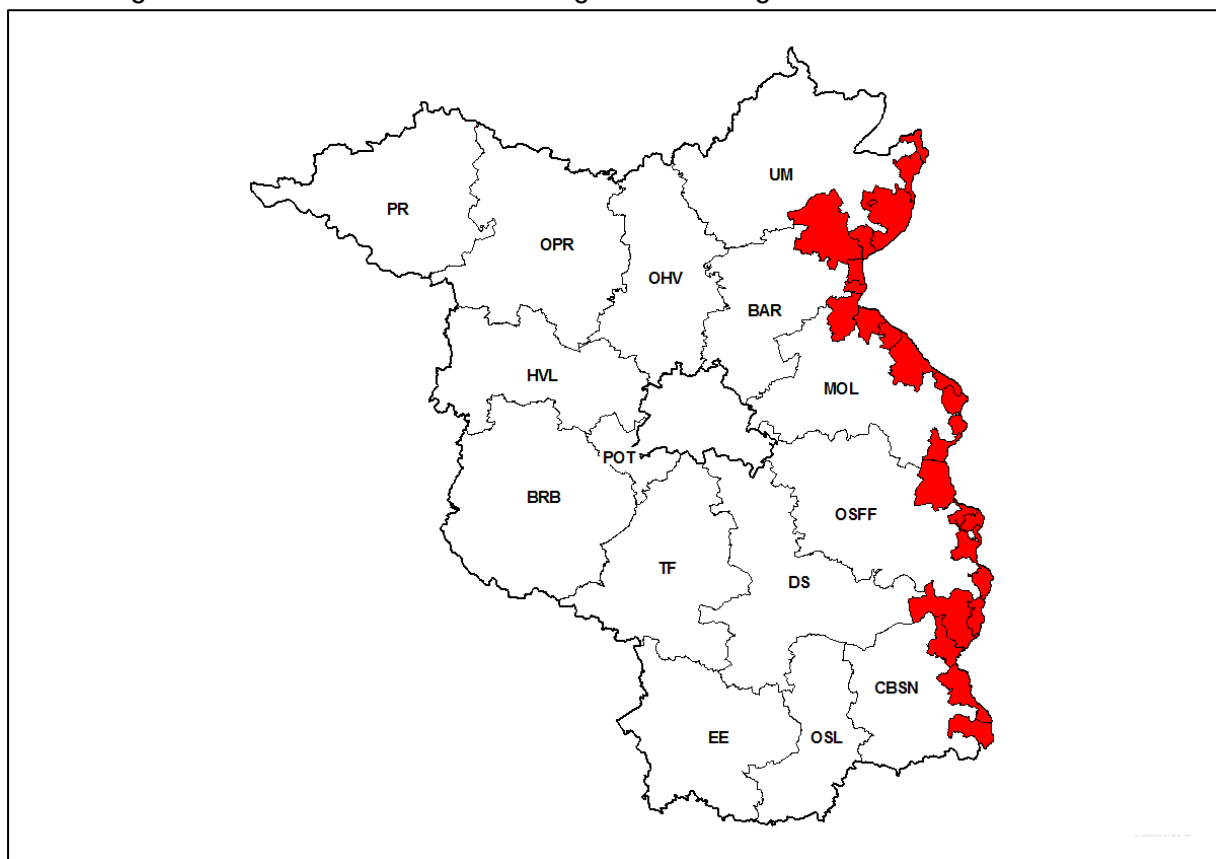 UM
PR
OPR
OHV
BAR
HVL
MOL
POT
BRB
OSFF
TF
DS
CBSN
EE
OSL